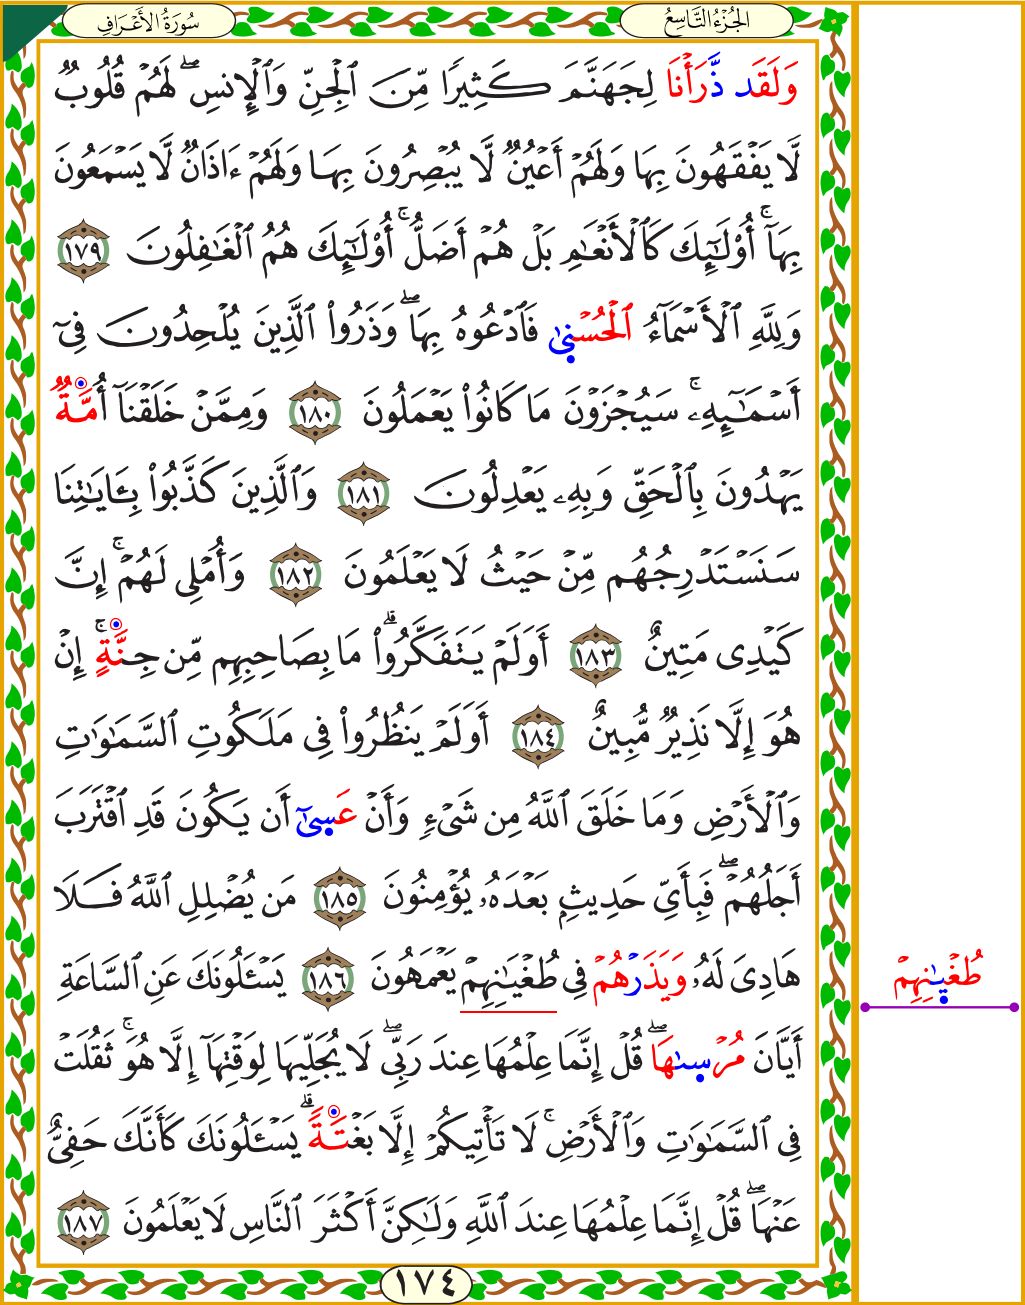 الجُزْءُ التَّاسِعُ
سُورَةُ الأَعْرَافِ
وَلَقَد ذَّرَأْنَا لِجَهَنَّمَ كَثِيرًا مِّنَ ٱلْجِنِّ وَٱلْإِنسِ ۖ لَهُمْ قُلُوبٌ
لَّا يَفْقَهُونَ بِهَا وَلَهُمْ أَعْيُنٌ لَّا يُبْصِرُونَ بِهَا وَلَهُمْ ءَاذَانٌ لَّا يَسْمَعُونَ
بِهَآ ۚ أُوْلَـٰٓئِكَ كَٱلْأَنْعَـٰمِ بَلْ هُمْ أَضَلُّ ۚ أُوْلَـٰٓئِكَ هُمُ ٱلْغَـٰفِلُونَ ١٧٩
وَلِلَّهِ ٱلْأَسْمَآءُ ٱلْحُسْنَىٰ فَٱدْعُوهُ بِهَا ۖ وَذَرُواْ ٱلَّذِينَ يُلْحِدُونَ فِىٓ
أَسْمَـٰٓئِهِۦ ۚ سَيُجْزَوْنَ مَا كَانُواْ يَعْمَلُونَ ١٨٠ وَمِمَّنْ خَلَقْنَآ أُمَّةٌ
يَهْدُونَ بِٱلْحَقِّ وَبِهِۦ يَعْدِلُونَ ١٨١ وَٱلَّذِينَ كَذَّبُواْ بِـَٔايَـٰتِنَا
سَنَسْتَدْرِجُهُم مِّنْ حَيْثُ لَا يَعْلَمُونَ ١٨٢ وَأُمْلِى لَهُمْ ۚ إِنَّ
كَيْدِى مَتِينٌ ١٨٣ أَوَلَمْ يَتَفَكَّرُواْ ۗ مَا بِصَاحِبِهِم مِّن جِنَّةٍ ۚ إِنْ
هُوَ إِلَّا نَذِيرٌ مُّبِينٌ ١٨٤ أَوَلَمْ يَنظُرُواْ فِى مَلَكُوتِ ٱلسَّمَـٰوَٰتِ
وَٱلْأَرْضِ وَمَا خَلَقَ ٱللَّهُ مِن شَىْءٍ وَأَنْ عَسَىٰٓ أَن يَكُونَ قَدِ ٱقْتَرَبَ
أَجَلُهُمْ ۖ فَبِأَىِّ حَدِيثٍۭ بَعْدَهُۥ يُؤْمِنُونَ ١٨٥ مَن يُضْلِلِ ٱللَّهُ فَلَا
هَادِىَ لَهُۥ وَيَذَرْهُمْ فِى طُغْيَـٰنِهِمْ يَعْمَهُونَ ١٨٦ يَسْـَٔلُونَكَ عَنِ ٱلسَّاعَةِ
طُغْيَـٰنِهِمْ
أَيَّانَ مُرْسَىٰهَا ۖ قُلْ إِنَّمَا عِلْمُهَا عِندَ رَبِّى ۖ لَا يُجَلِّيهَا لِوَقْتِهَآ إِلَّا هُوَ ۚ ثَقُلَتْ
فِى ٱلسَّمَـٰوَٰتِ وَٱلْأَرْضِ ۚ لَا تَأْتِيكُمْ إِلَّا بَغْتَةً ۗ يَسْـَٔلُونَكَ كَأَنَّكَ حَفِىٌّ
عَنْهَا ۖ قُلْ إِنَّمَا عِلْمُهَا عِندَ ٱللَّهِ وَلَـٰكِنَّ أَكْثَرَ ٱلنَّاسِ لَا يَعْلَمُونَ ١٨٧
١٧٤